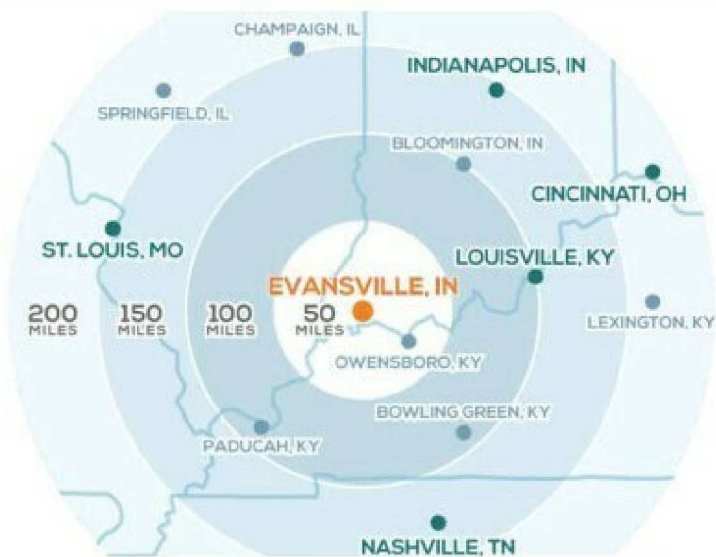 CHAMPAIGN, IL
INDIANAPOLIS, IN
SPRINGFIELD, IL
BLOOMINGTON, IN
CINCINNATI, OH
ST. LOUIS, MO
LOUISVILLE, KY
EVANSVILLE, IN
200
MILES
150
MILES
100
MILES
50
MILES
LEXINGTON, KY
OWENSBORO, KY
BOWLING GREEN, KY
PADUCAH, KY
NASHVILLE, TN